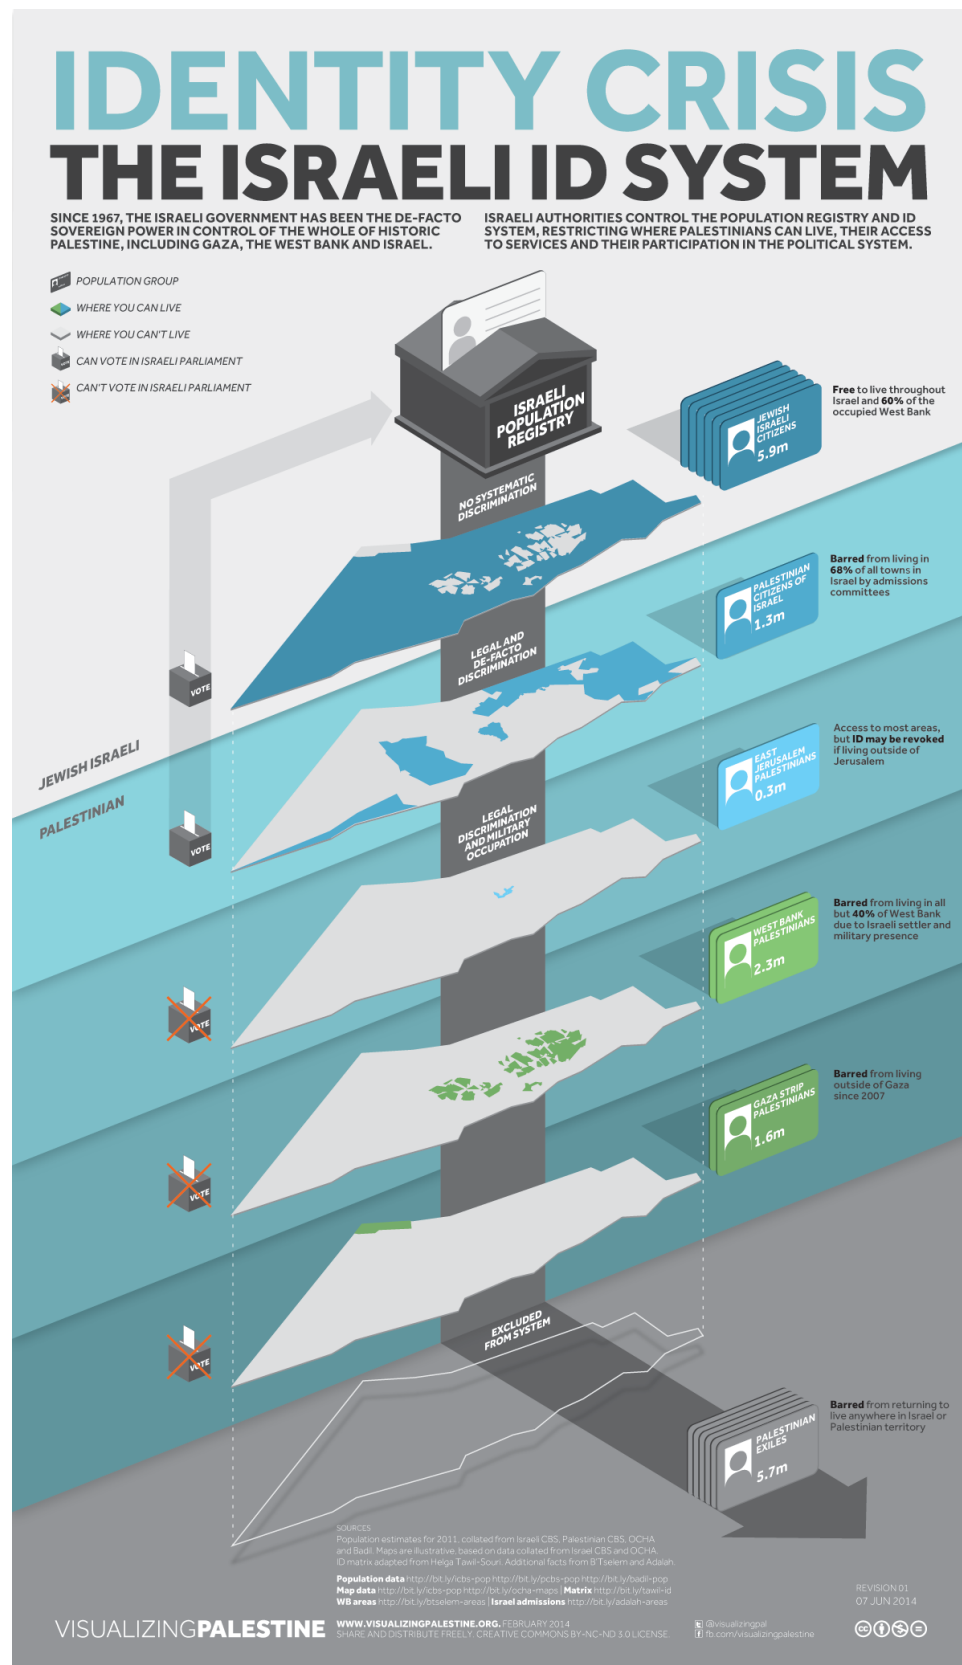 IDENTITY CRISIS
THE ISRAELI ID SYSTEM
SINCE 1967, THE ISRAELI GOVERNMENT HAS BEEN THE DE-FACTO
SOVEREIGN POWER IN CONTROL OF THE WHOLE OF HISTORIC
PALESTINE, INCLUDING GAZA, THE WEST BANK AND ISRAEL.
ISRAELI AUTHORITIES CONTROL THE POPULATION REGISTRY AND ID
SYSTEM, RESTRICTING WHERE PALESTINIANS CAN LIVE, THEIR ACCESS
TO SERVICES AND THEIR PARTICIPATION IN THE POLITICAL SYSTEM.
POPULATION GROUP
WHERE YOU CAN LIVE
WHERE YOU CAN'T LIVE
CAN VOTE IN ISRAELI PARLIAMENT
CAN'T VOTE IN ISRAELI PARLIAMENT
ISRAELI
POPULATION
REGISTRY
JEWISH
ISRAELI
CITIZENS
5.9m
Free to live throughout
Israel and 60% of the
occupied West Bank
NO SYSTEMATIC
DISCRIMINATION
VOTE
JEWISH ISRAELI
PALESTINIAN
PALESTINIAN
CITIZENS OF
ISRAEL
1.3m
Barred from living in
68% of all towns in
Israel by admissions
committees
LEGAL AND
DE-FACTO
DISCRIMINATION
VOTE
EAST
JERUSALEM
PALESTINIANS
0.3m
Access to most areas,
but ID may be revoked
if living outside of
Jerusalem
LEGAL
DISCRIMINATION
AND MILITARY
OCCUPATION
VOTE
WEST BANK
PALESTINIANS
2.3m
Barred from living in all
but 40% of West Bank
due to Israeli settler and
military presence
VOTE
GAZA STRIP
PALESTINIANS
1.6m
Barred from living
outside of Gaza
since 2007
VOTE
EXCLUDED
FROM SYSTEM
PALESTINIAN
EXILES
5.7m
Barred from returning to
live anywhere in Israel or
Palestinian territory
SOURCES
Population estimates for 2011, collated from Israeli CBS, Palestinian CBS, OCHA
and Badil. Maps are illustrative, based on data collated from Israel CBS and OCHA.
ID matrix adapted from Helga Tawil-Souri. Additional facts from B'Tselem and Adalah.
Population data http://bit.ly/icbs-pop http://bit.ly/pcbs-pop http://bit.ly/badil-pop
Map data http://bit.ly/icbs-pop http://bit.ly/ocha-maps | Matrix http://bit.ly/tawil-id
WB areas http://bit.ly/btselem-areas | Israel admissions http://bit.ly/adalah-areas
REVISION 01
07 JUN 2014
VISUALIZINGPALESTINE
WWW.VISUALIZINGPALESTINE.ORG. FEBRUARY 2014
SHARE AND DISTRIBUTE FREELY. CREATIVE COMMONS BY-NC-ND 3.0 LICENSE.
@visualizingpal
fb.com/visualizingpalestine